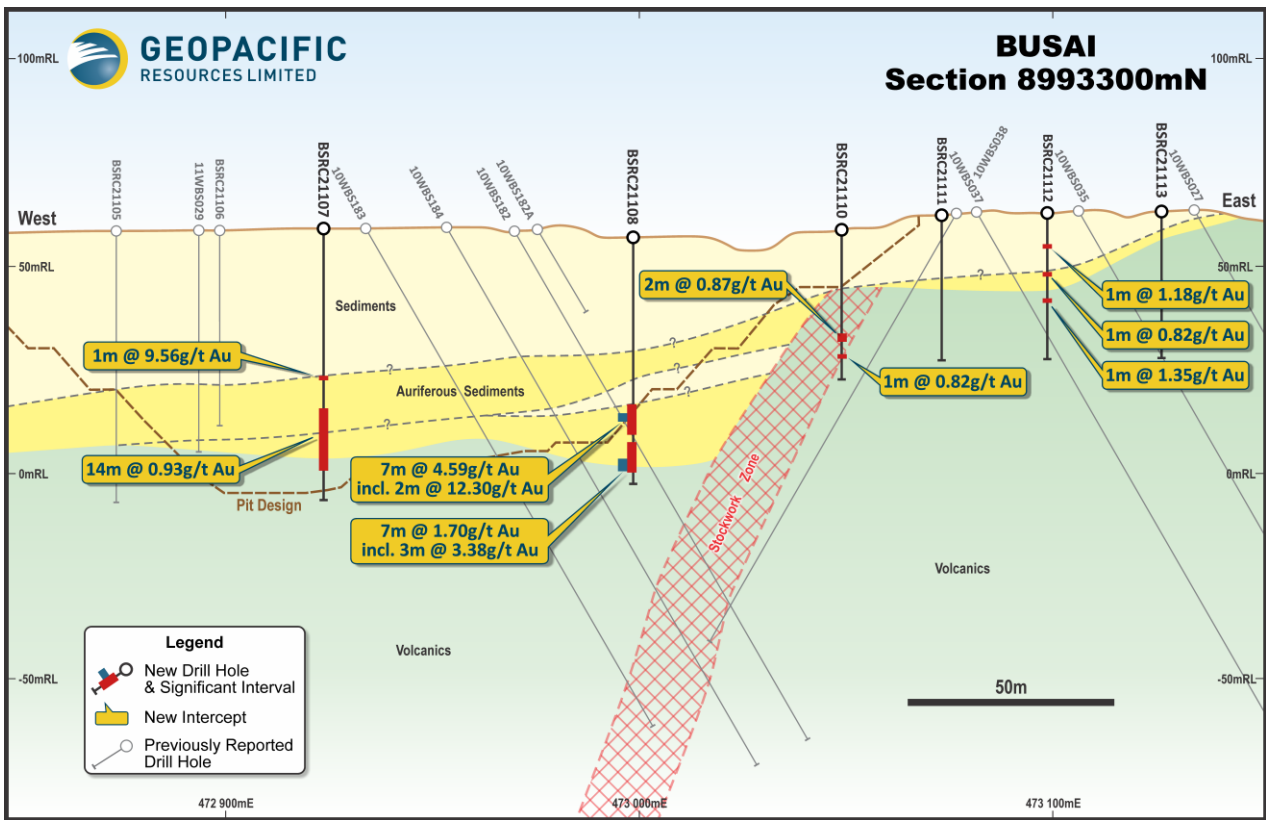 GEOPACIFIC
RESOURCES LIMITED
BUSAI
Section 8993300mN
100mRL
100mRL
BSRC21105
11WBS029
BSRC21106
BSRC21107
10WBS183
10WBS184
10WBS182
10WBS182A
BSRC21108
BSRC21110
BSRC21111
10WBS037
10WBS038
BSRC21112
10WBS035
BSRC21113
10WBS027
West
East
50mRL
50mRL
Sediments
2m @ 0.87g/t Au
?
1m @ 1.18g/t Au
1m @ 0.82g/t Au
1m @ 1.35g/t Au
1m @ 9.56g/t Au
?
?
?
1m @ 0.82g/t Au
Auriferous Sediments
?
?
14m @ 0.93g/t Au
7m @ 4.59g/t Au
incl. 2m @ 12.30g/t Au
0mRL
0mRL
Pit Design
7m @ 1.70g/t Au
incl. 3m @ 3.38g/t Au
Stockwork Zone
Volcanics
Volcanics
Legend
New Drill Hole
& Significant Interval
New Intercept
Previously Reported
Drill Hole
-50mRL
-50mRL
50m
472 900mE
473 000mE
473 100mE